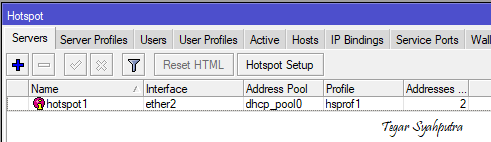 Hotspot
Servers Server Profiles Users User Profiles Active Hosts IP Bindings Service Ports Wall
Reset HTML Hotspot Setup
Name Interface Address Pool Profile Addresses ...
hotspot1 ether2 dhcp_pool0 hsprof1 2
Tegar Syahputra